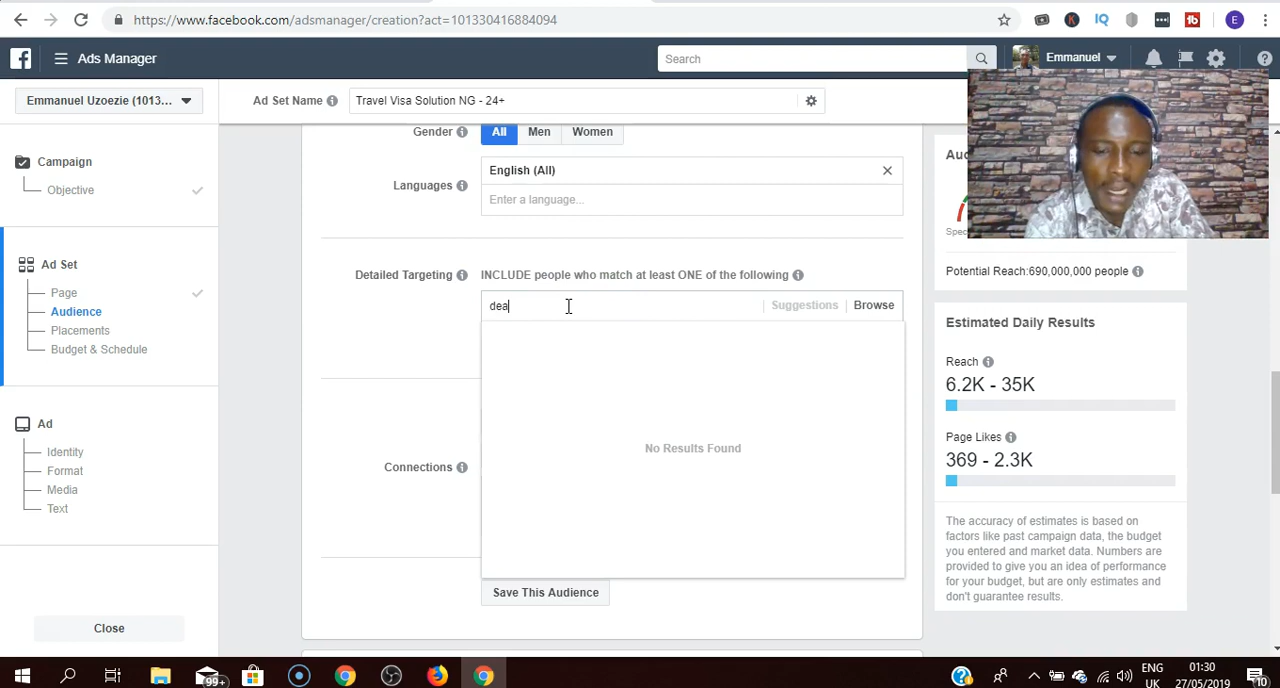 https://www.facebook.com/adsmanager/creation?act=101330416884094
Ads Manager
Search
Emmanuel
Emmanuel Uzoezie (1013...
Ad Set Name
Travel Visa Solution NG - 24+
Campaign
Objective
Ad Set
Page
Audience
Placements
Budget & Schedule
Ad
Identity
Format
Media
Text
Close
Gender
All
Men
Women
Languages
English (All)
Enter a language...
Detailed Targeting
INCLUDE people who match at least ONE of the following
dea
Suggestions
Browse
No Results Found
Connections
Save This Audience
Potential Reach:690,000,000 people
Estimated Daily Results
Reach
6.2K - 35K
Page Likes
369 - 2.3K
The accuracy of estimates is based on
factors like past campaign data, the budget
you entered and market data. Numbers are
provided to give you an idea of performance
for your budget, but are only estimates and
don't guarantee results.
99+
ENG
UK
01:30
27/05/2019
10